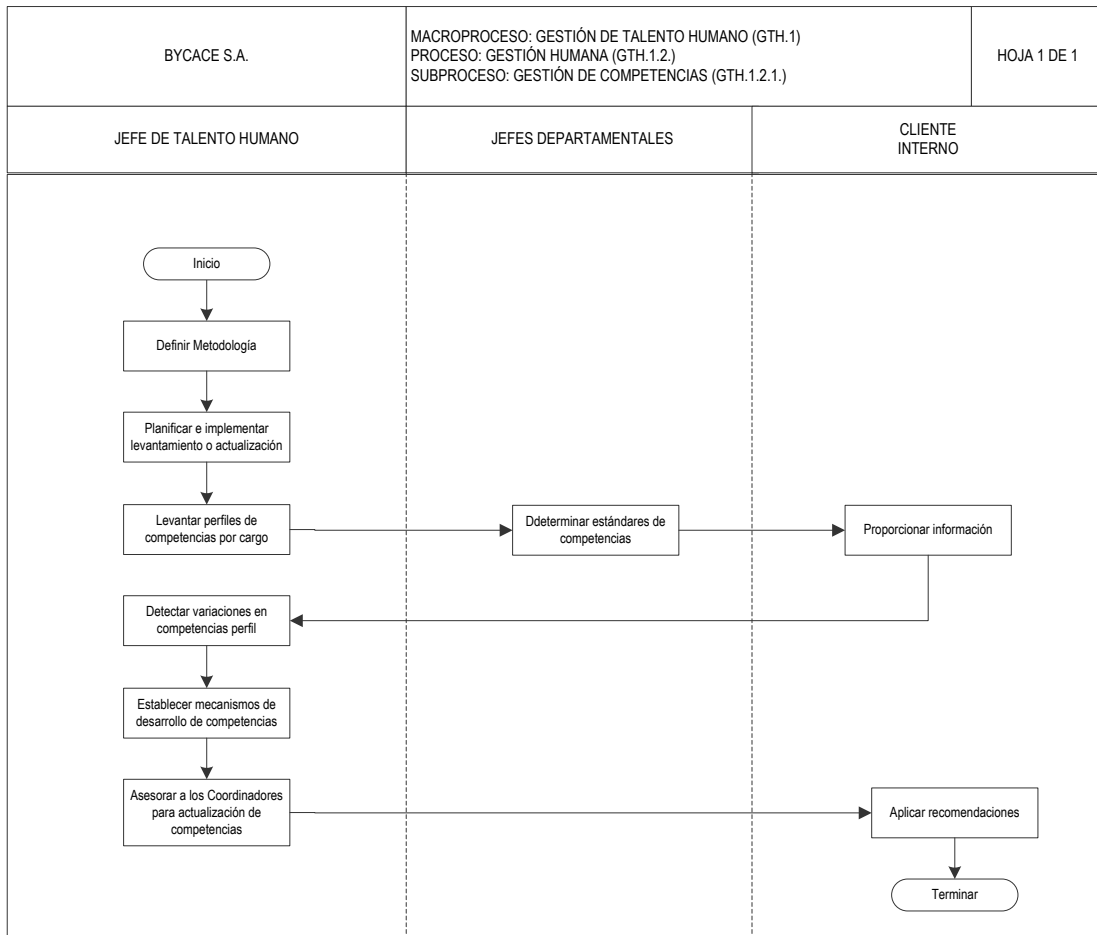 BYCACE S.A.
MACROPROCESO: GESTIÓN DE TALENTO HUMANO (GTH.1)
PROCESO: GESTIÓN HUMANA (GTH.1.2.)
SUBPROCESO: GESTIÓN DE COMPETENCIAS (GTH.1.2.1.)
HOJA 1 DE 1
JEFE DE TALENTO HUMANO
JEFES DEPARTAMENTALES
CLIENTE
INTERNO
Inicio
Definir Metodología
Planificar e implementar
levantamiento o actualización
Levantar perfiles de
competencias por cargo
Ddeterminar estándares de
competencias
Proporcionar información
Detectar variaciones en
competencias perfil
Establecer mecanismos de
desarrollo de competencias
Asesorar a los Coordinadores
para actualización de
competencias
Aplicar recomendaciones
Terminar